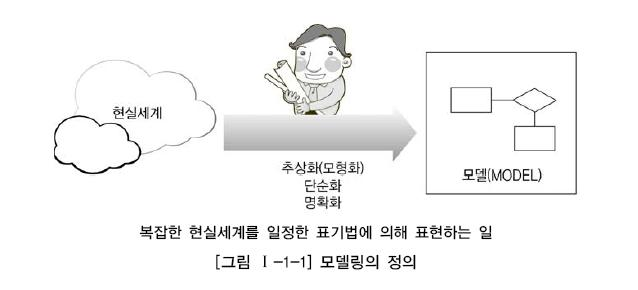 현실세계
추상화(모형화)
단순화
명확화
모델(MODEL)
복잡한 현실세계를 일정한 표기법에 의해 표현하는 일
[그림 Ⅰ-1-1] 모델링의 정의